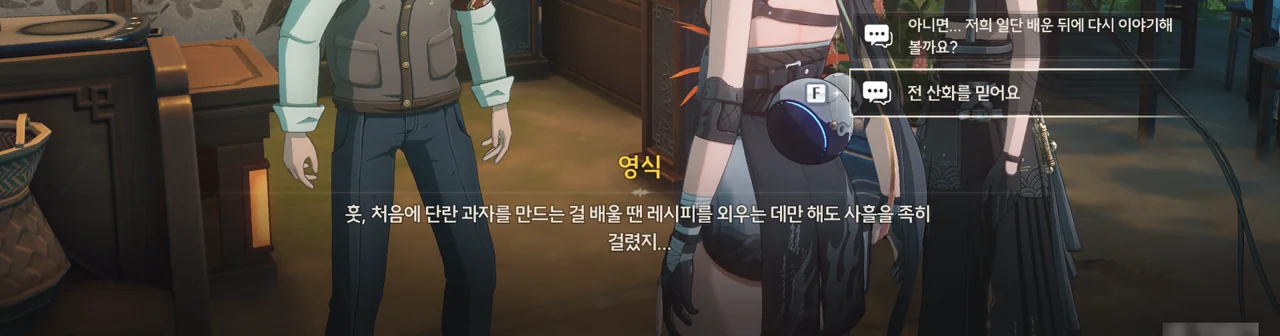 아니면... 저희 일단 배운 뒤에 다시 이야기해
볼까요?
F
전 산화를 믿어요
영식
훗, 처음에 단란 과자를 만드는 걸 배울 땐 레시피를 외우는 데만 해도 사흘을 족히
걸렸지...